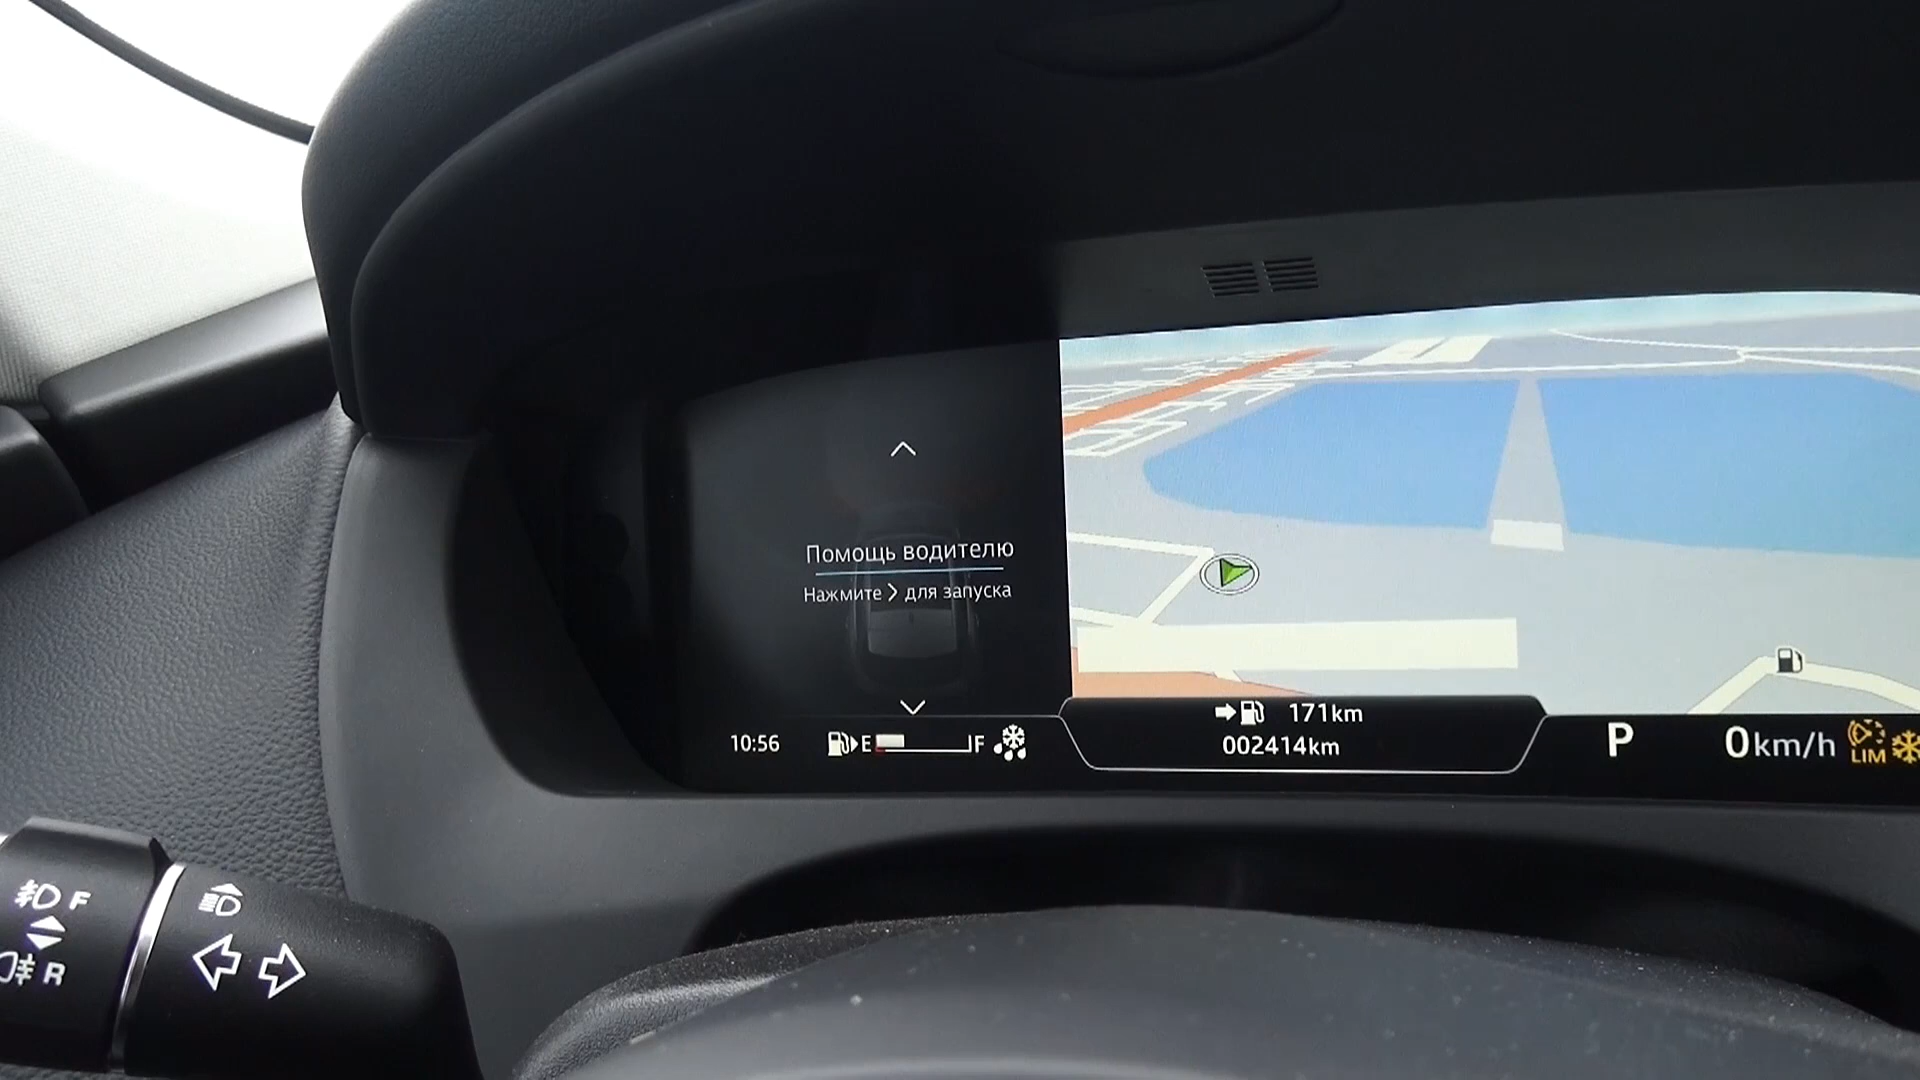 Помощь водителю
Нажмите > для запуска
10:56 E F
171km
002414km
P 0km/h LIM
F
R